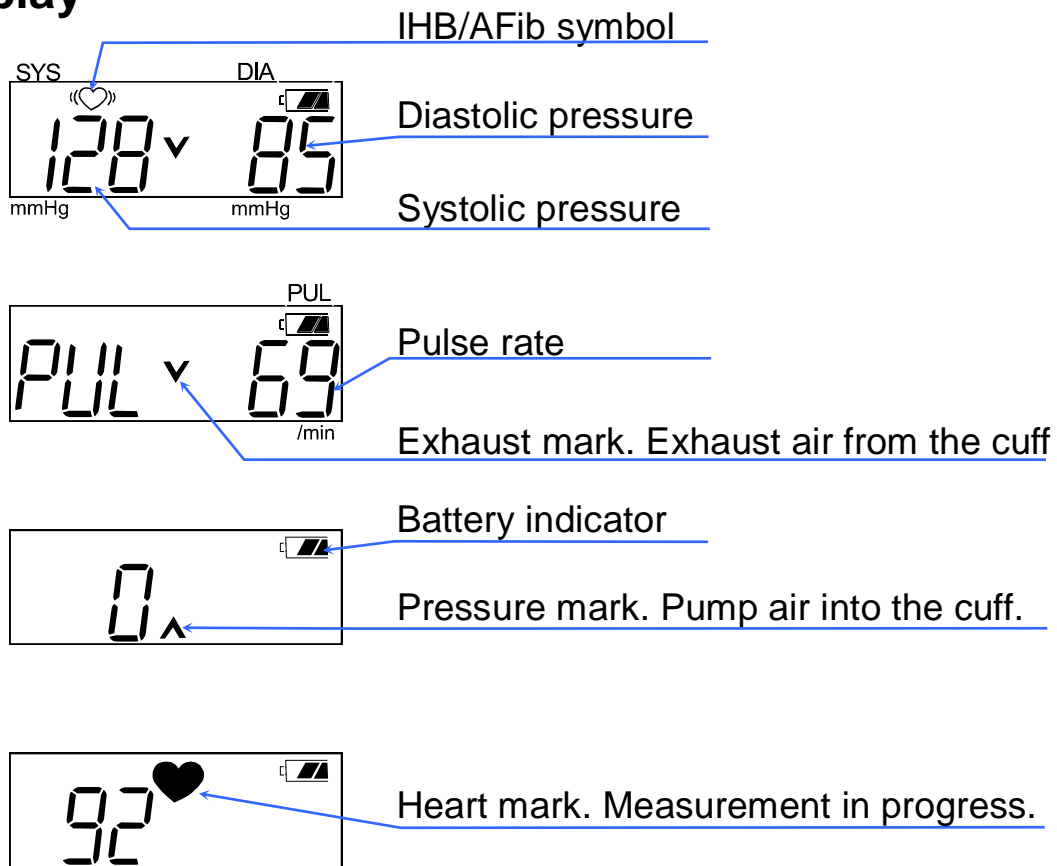 play
IHB/AFib symbol
SYS DIA
128 85
Diastolic pressure
mmHg mmHg
Systolic pressure
PUL
PUL 69
Pulse rate
/min
Exhaust mark. Exhaust air from the cuff
Battery indicator
0
Pressure mark. Pump air into the cuff.
92
Heart mark. Measurement in progress.